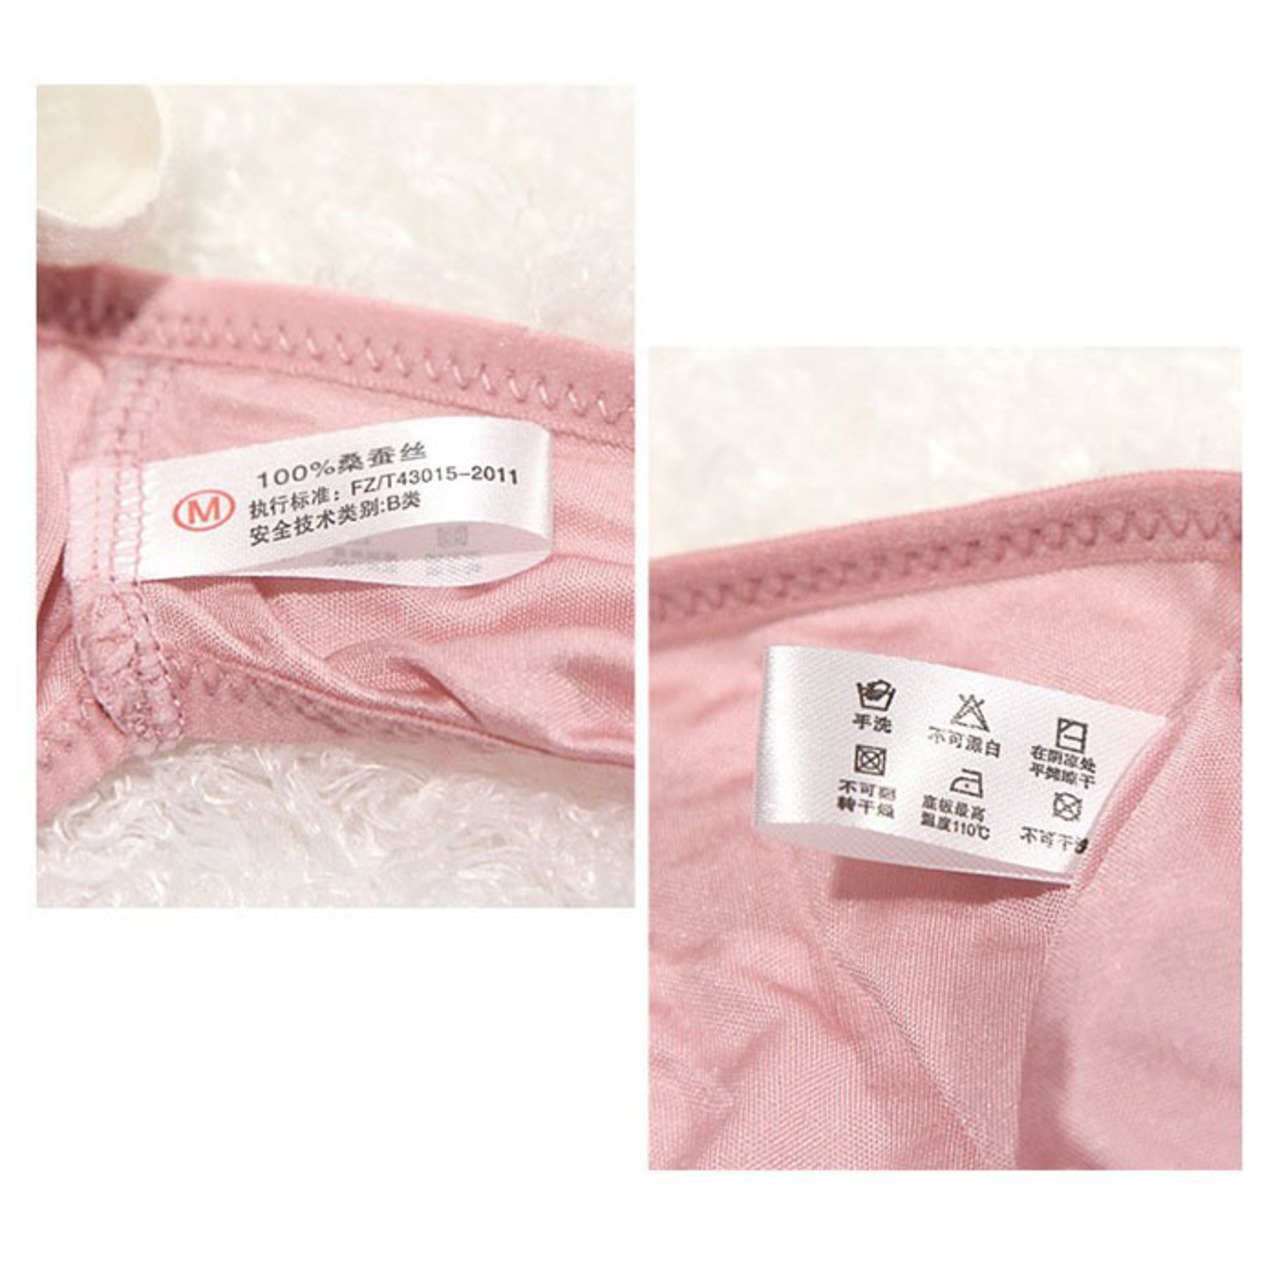 100%桑蚕丝
M
执行标准：FZ/T43015-2011
安全技术类别:B类
手洗
不可漂白
在阴凉处
平摊晾干
不可翻
转干燥
底板最高
温度110℃
不可干